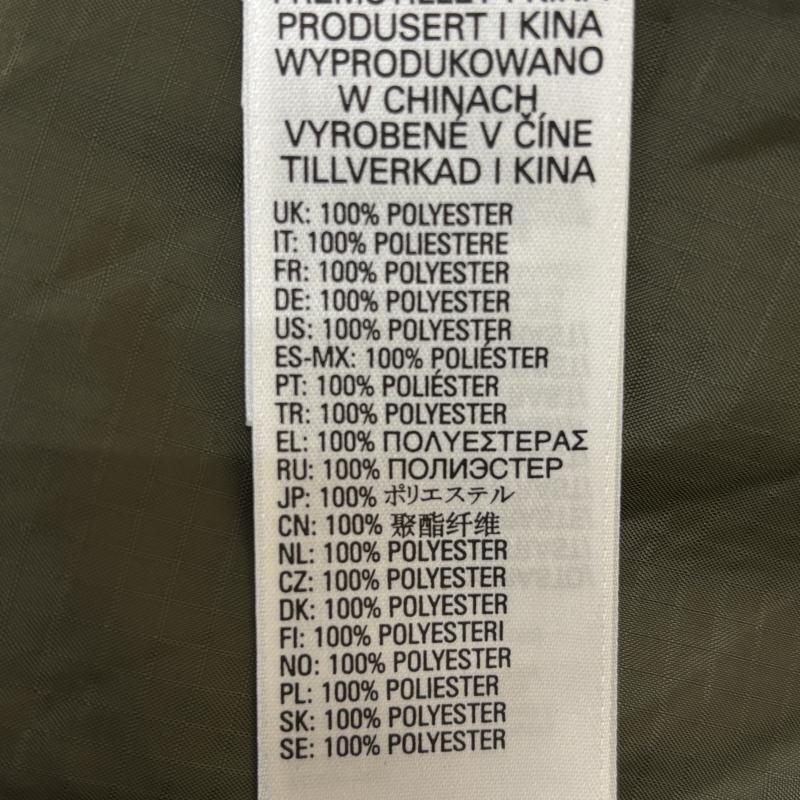 PRODUSERT I KINA
WYPRODUKOWANO
W CHINACH
VYROBENÉ V ČÍNE
TILLVERKAD I KINA
UK: 100% POLYESTER
IT: 100% POLIESTERE
FR: 100% POLYESTER
DE: 100% POLYESTER
US: 100% POLYESTER
ES-MX: 100% POLIÉSTER
PT: 100% POLIÉSTER
TR: 100% POLYESTER
EL: 100% ΠΟΛΥΕΣΤΕΡΑΣ
RU: 100% ПОЛИЭСТЕР
JP: 100% ポリエステル
CN: 100% 聚酯纤维
NL: 100% POLYESTER
CZ: 100% POLYESTER
DK: 100% POLYESTER
FI: 100% POLYESTERI
NO: 100% POLYESTER
PL: 100% POLIESTER
SK: 100% POLYESTER
SE: 100% POLYESTER